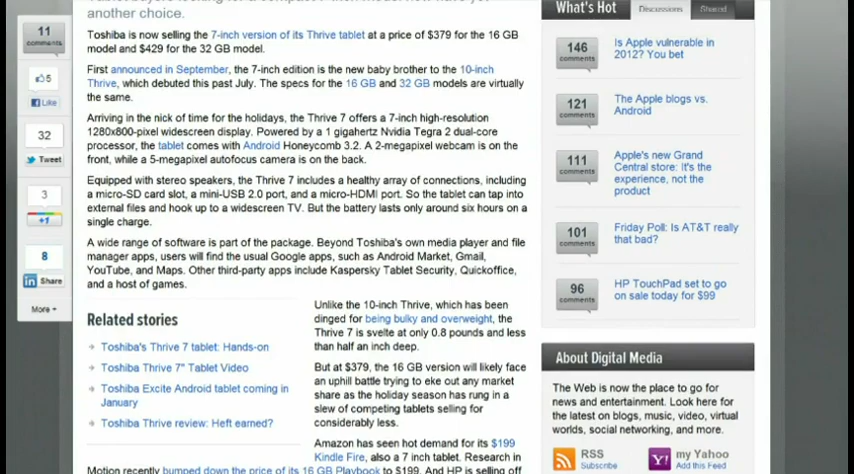 another choice.
Toshiba is now selling the 7-inch version of its Thrive tablet at a price of $379 for the 16 GB
model and $429 for the 32 GB model.
First announced in September, the 7-inch edition is the new baby brother to the 10-inch
Thrive, which debuted this past July. The specs for the 16 GB and 32 GB models are virtually
the same.
Arriving in the nick of time for the holidays, the Thrive 7 offers a 7-inch high-resolution
1280x800-pixel widescreen display. Powered by a 1 gigahertz Nvidia Tegra 2 dual-core
processor, the tablet comes with Android Honeycomb 3.2. A 2-megapixel webcam is on the
front, while a 5-megapixel autofocus camera is on the back.
Equipped with stereo speakers, the Thrive 7 includes a healthy array of connections, including
a micro-SD card slot, a mini-USB 2.0 port, and a micro-HDMI port. So the tablet can tap into
external files and hook up to a widescreen TV. But the battery lasts only around six hours on a
single charge.
A wide range of software is part of the package. Beyond Toshiba's own media player and file
manager apps, users will find the usual Google apps, such as Android Market, Gmail,
YouTube, and Maps. Other third-party apps include Kaspersky Tablet Security, Quickoffice,
and a host of games.
Unlike the 10-inch Thrive, which has been
dinged for being bulky and overweight, the
Thrive 7 is svelte at only 0.8 pounds and less
than half an inch deep.
But at $379, the 16 GB version will likely face
an uphill battle trying to eke out any market
share as the holiday season has rung in a
slew of competing tablets selling for
considerably less.
Amazon has seen hot demand for its $199
Kindle Fire, also a 7 inch tablet. Research in
Motion recently bumped down the price of its 16 GB Playbook to $199. And HP is selling off
Related stories
Toshiba's Thrive 7 tablet: Hands-on
Toshiba Thrive 7" Tablet Video
Toshiba Excite Android tablet coming in
January
Toshiba Thrive review: Heft earned?
11
comments
5
Like
32
Tweet
3
+1
8
in Share
More
What's Hot
Discussions
Shared
146
comments
Is Apple vulnerable in
2012? You bet
121
comments
The Apple blogs vs.
Android
111
comments
Apple's new Grand
Central store: It's the
experience, not the
product
101
comments
Friday Poll: Is AT&T really
that bad?
96
comments
HP TouchPad set to go
on sale today for $99
About Digital Media
The Web is now the place to go for
news and entertainment. Look here for
the latest on blogs, music, video, virtual
worlds, social networking, and more.
RSS
Subscribe
Y!
my Yahoo
Add this Feed